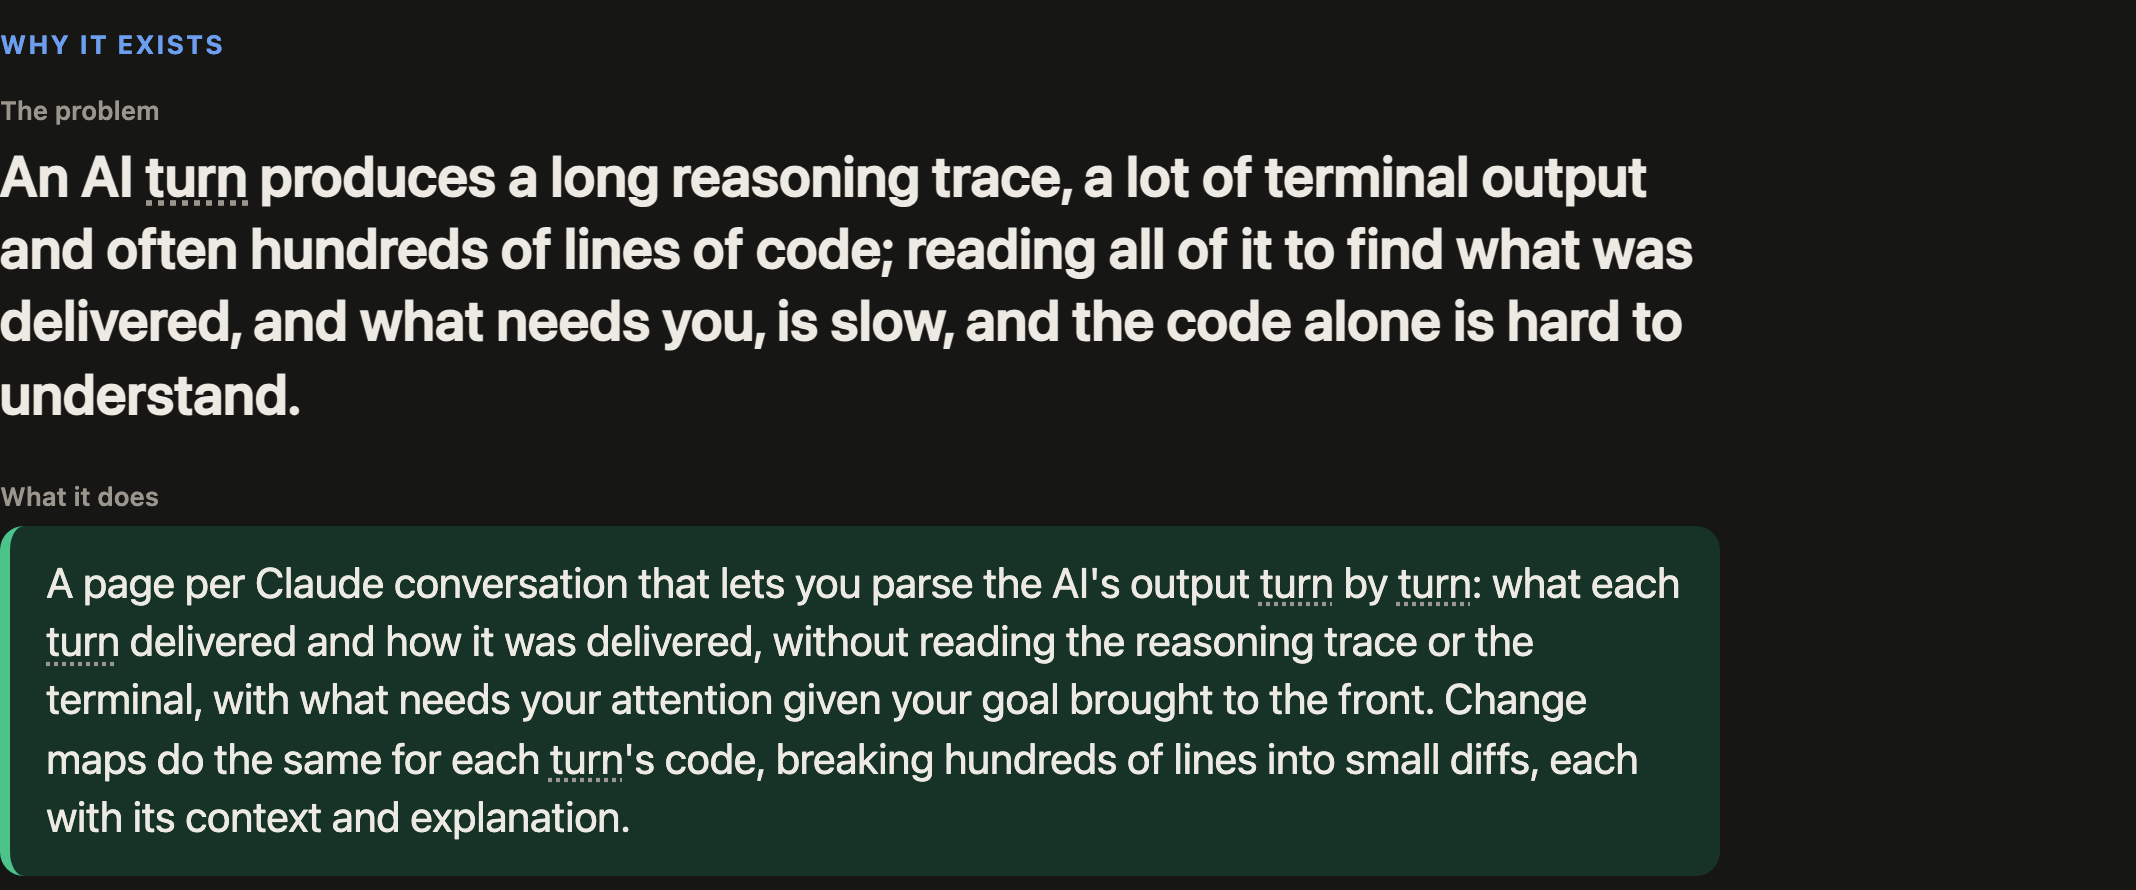 WHY IT EXISTS
The problem
An AI turn produces a long reasoning trace, a lot of terminal output
and often hundreds of lines of code; reading all of it to find what was
delivered, and what needs you, is slow, and the code alone is hard to
understand.
What it does
A page per Claude conversation that lets you parse the AI's output turn by turn: what each
turn delivered and how it was delivered, without reading the reasoning trace or the
terminal, with what needs your attention given your goal brought to the front. Change
maps do the same for each turn's code, breaking hundreds of lines into small diffs, each
with its context and explanation.